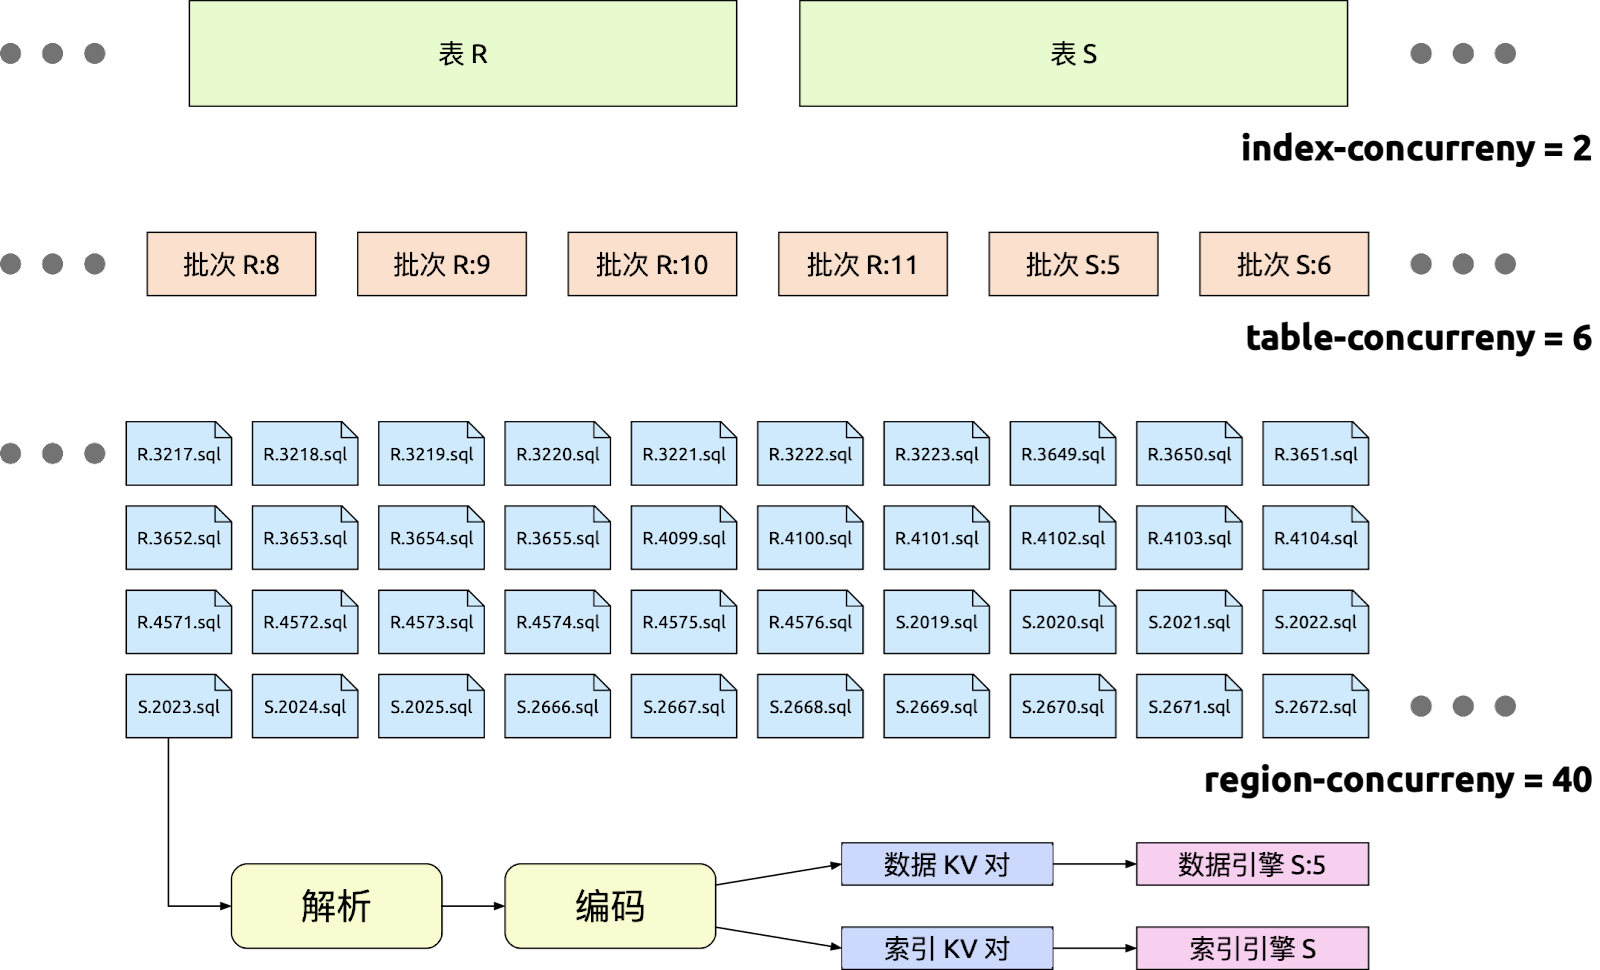 表 R 表 S
index-concurreny = 2
批次 R:8 批次 R:9 批次 R:10 批次 R:11 批次 S:5 批次 S:6
table-concurreny = 6
R.3217.sql R.3218.sql R.3219.sql R.3220.sql R.3221.sql R.3222.sql R.3223.sql R.3649.sql R.3650.sql R.3651.sql
R.3652.sql R.3653.sql R.3654.sql R.3655.sql R.4099.sql R.4100.sql R.4101.sql R.4102.sql R.4103.sql R.4104.sql
R.4571.sql R.4572.sql R.4573.sql R.4574.sql R.4575.sql R.4576.sql S.2019.sql S.2020.sql S.2021.sql S.2022.sql
S.2023.sql S.2024.sql S.2025.sql S.2666.sql S.2667.sql S.2668.sql S.2669.sql S.2670.sql S.2671.sql S.2672.sql
region-concurreny = 40
解析 编码
数据 KV 对 数据引擎 S:5
索引 KV 对 索引引擎 S